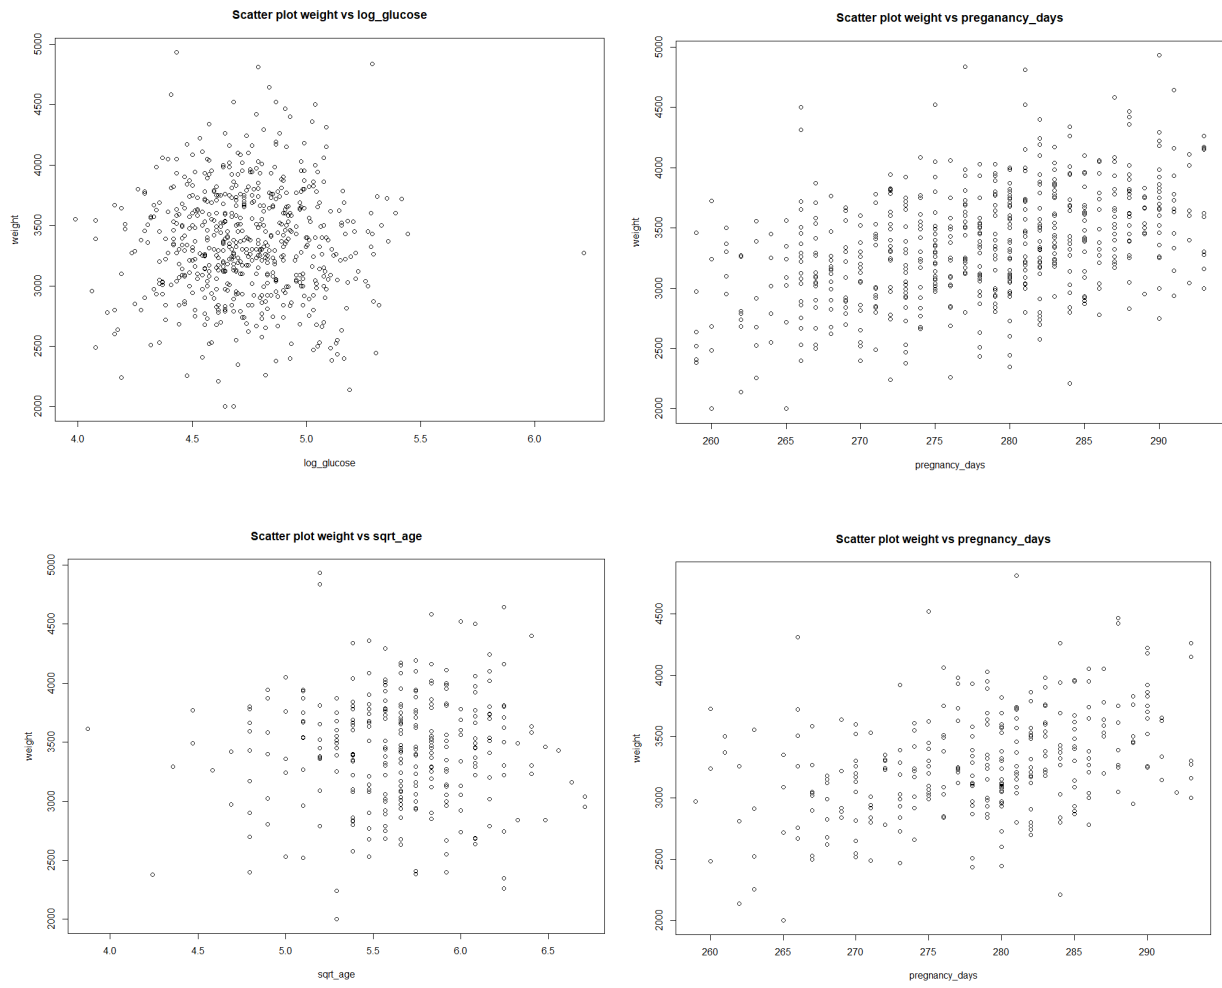 Scatter plot weight vs log_glucose
5000
4500
4000
3500
3000
2500
2000
weight
4.0 4.5 5.0 5.5 6.0
log_glucose
Scatter plot weight vs preganancy_days
5000
4500
4000
3500
3000
2500
2000
weight
260 265 270 275 280 285 290
pregnancy_days
Scatter plot weight vs sqrt_age
5000
4500
4000
3500
3000
2500
2000
weight
4.0 4.5 5.0 5.5 6.0 6.5
sqrt_age
Scatter plot weight vs pregnancy_days
4500
4000
3500
3000
2500
2000
weight
260 265 270 275 280 285 290
pregnancy_days